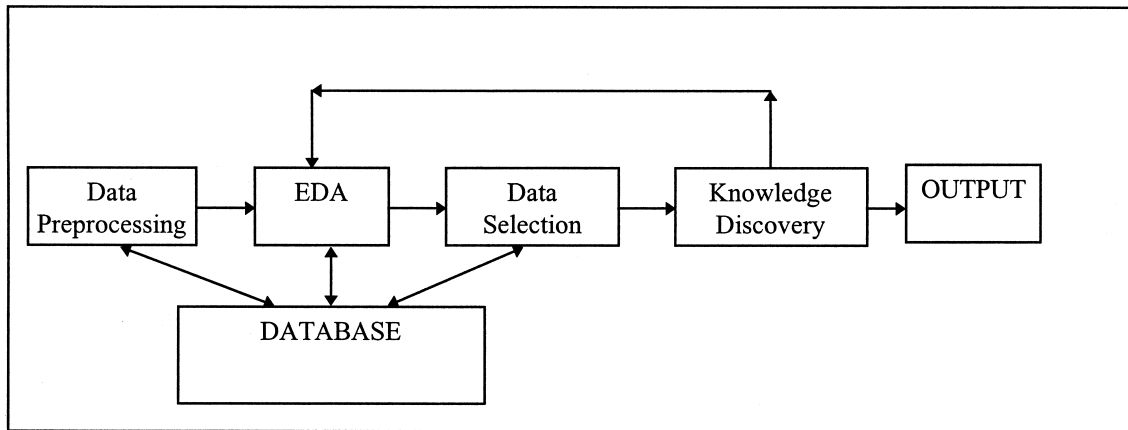 Data
Preprocessing
EDA
Data
Selection
Knowledge
Discovery
OUTPUT
DATABASE